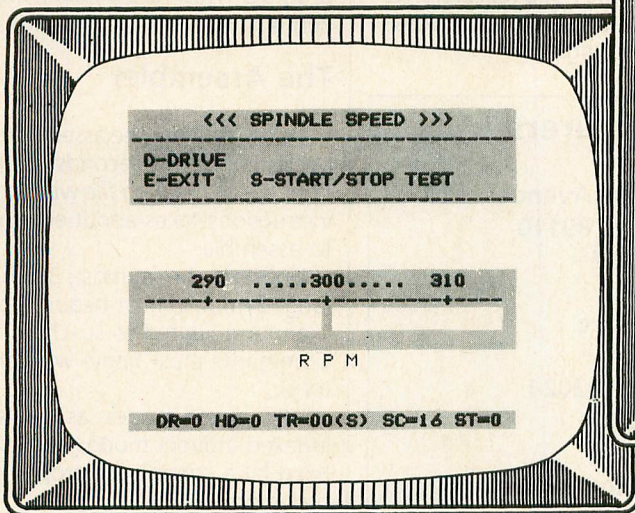 <<< SPINDLE SPEED >>>
D-DRIVE
E-EXIT S-START/STOP TEST
290 .....300..... 310
R P M
DR=0 HD=0 TR=00(S) SC=16 ST=0